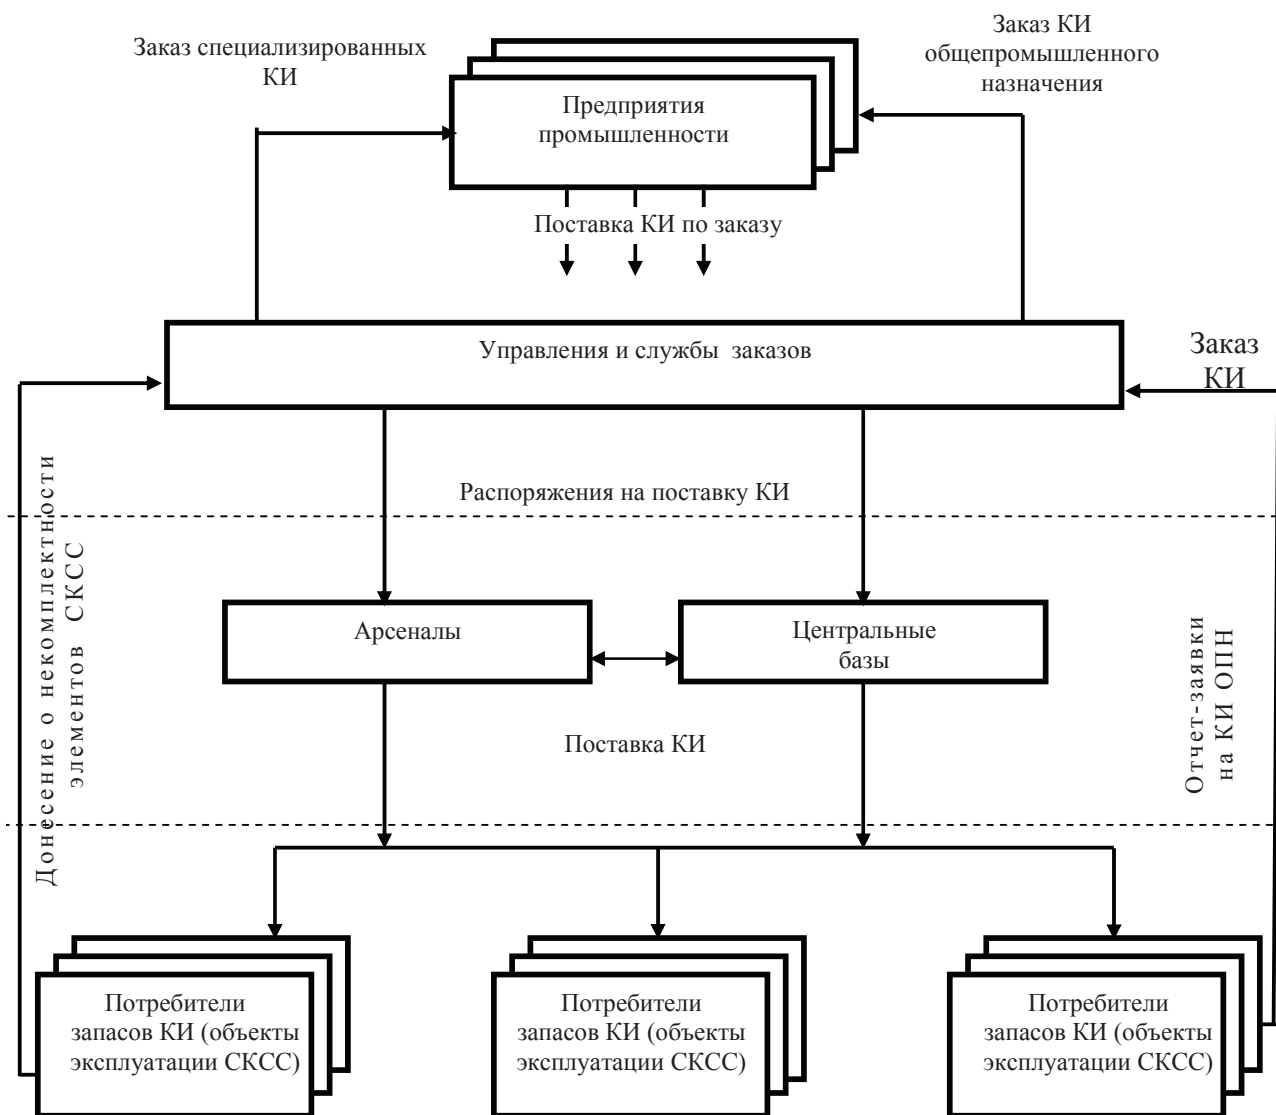 Заказ специализированных
КИ
Заказ КИ
общепромышленного
назначения
Предприятия
промышленности
Поставка КИ по заказу
Управления и службы заказов
Заказ
КИ
Распоряжения на поставку КИ
Донесение о некомплектности
элементов СКСС
Арсеналы
Центральные
базы
Отчет-заявки
на КИ ОПН
Поставка КИ
Потребители
запасов КИ (объекты
эксплуатации СКСС)
Потребители
запасов КИ (объекты
эксплуатации СКСС)
Потребители
запасов КИ (объекты
эксплуатации СКСС)